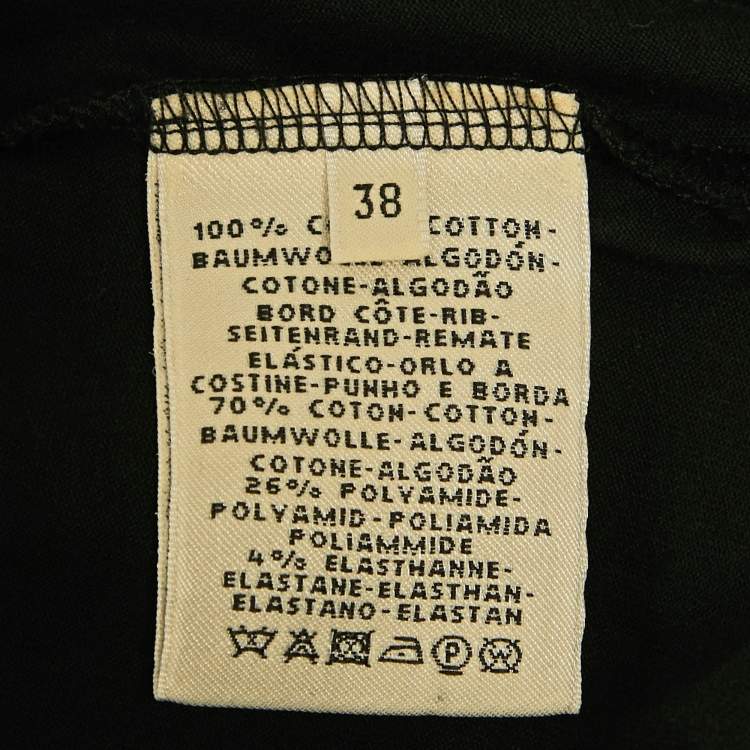 38
100% COTTON-
ALGODÓN-
COTONE-ALGODÃO
BORD CÔTE-RIB-
SEITENRAND-REMATE
ELÁSTICO-ORLO A
COSTINE-PUNHO E BORDA
70% COTON-COTTON-
BAUMWOLLE-ALGODÓN-
COTONE-ALGODÃO
26% POLYAMIDE-
POLYAMID-POLIAMIDA
POLIAMMIDE
4% ELASTHANNE-
ELASTANE-ELASTHAN-
ELASTANO-ELASTAN
P W